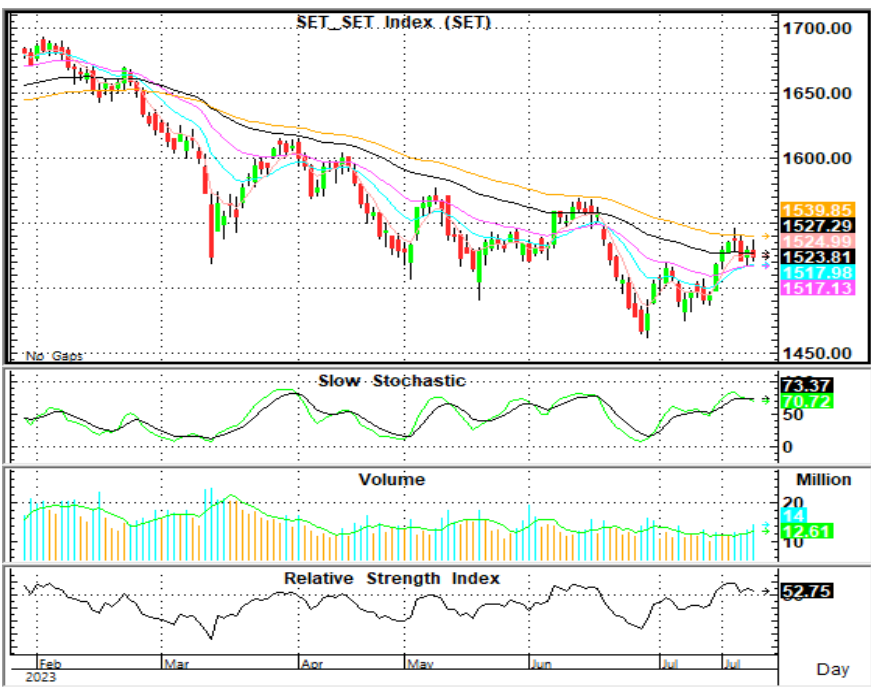 SET_SET Index (SET)
1700.00
1650.00
1600.00
1539.85
1527.29
1524.99
1523.81
1517.98
1517.13
1450.00
No Gaps
Slow Stochastic
73.37
70.72
50
0
Volume
Million
20
14
12.61
10
Relative Strength Index
52.75
Feb
Mar
Apr
May
Jun
Jul
Jul
2023
Day